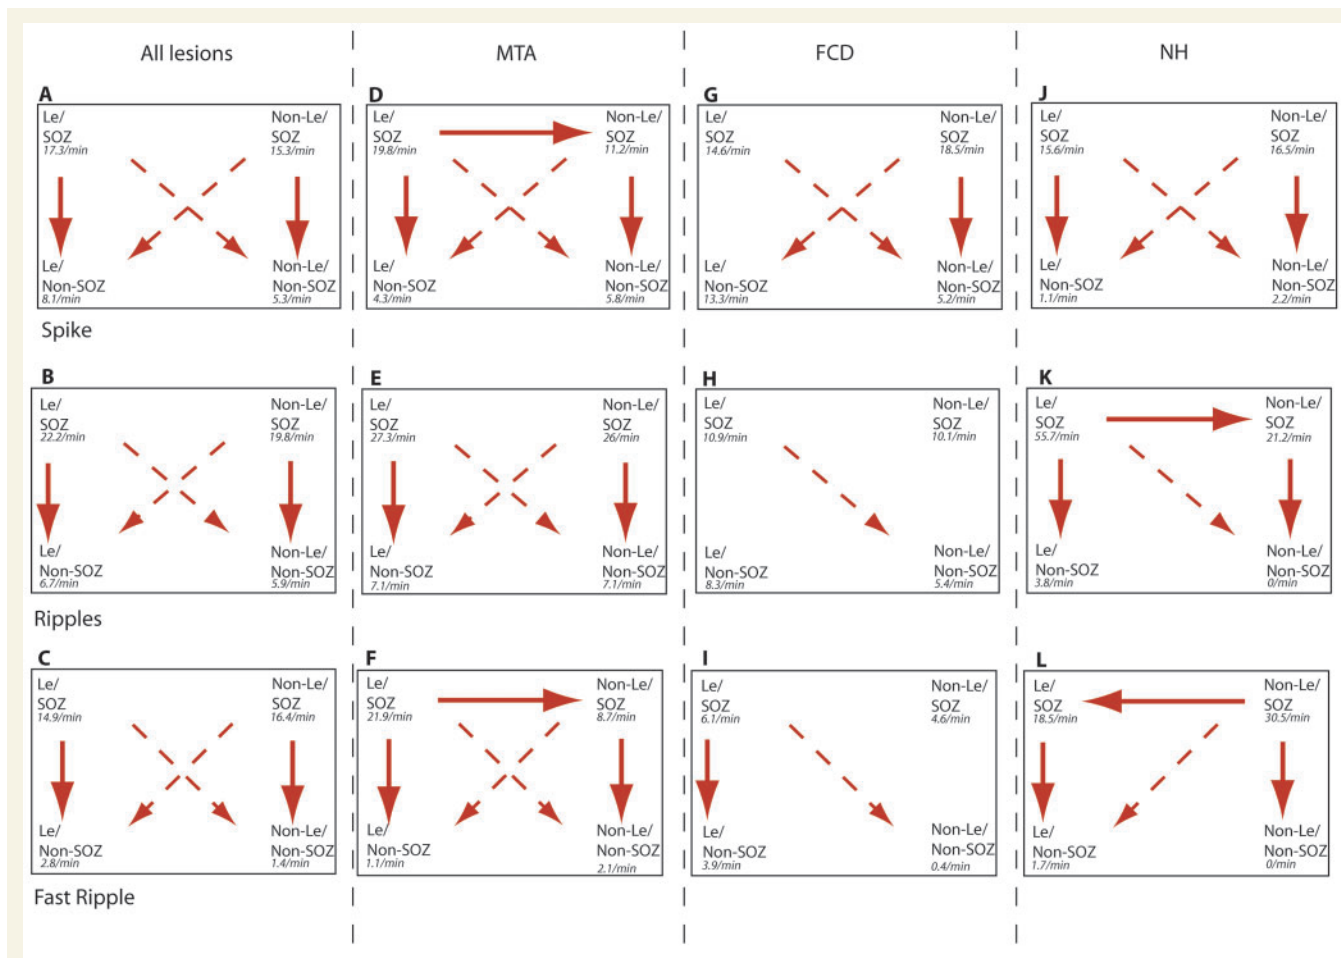 All lesions
MTA
FCD
NH
A
Le/
SOZ
17.3/min
Non-Le/
SOZ
15.3/min
Le/
Non-SOZ
8.1/min
Non-Le/
Non-SOZ
5.3/min
Spike
D
Le/
SOZ
19.8/min
Non-Le/
SOZ
11.2/min
Le/
Non-SOZ
4.3/min
Non-Le/
Non-SOZ
5.8/min
G
Le/
SOZ
14.6/min
Non-Le/
SOZ
18.5/min
Le/
Non-SOZ
13.3/min
Non-Le/
Non-SOZ
5.2/min
J
Le/
SOZ
15.6/min
Non-Le/
SOZ
16.5/min
Le/
Non-SOZ
1.1/min
Non-Le/
Non-SOZ
2.2/min
B
Le/
SOZ
22.2/min
Non-Le/
SOZ
19.8/min
Le/
Non-SOZ
6.7/min
Non-Le/
Non-SOZ
5.9/min
Ripples
E
Le/
SOZ
27.3/min
Non-Le/
SOZ
26/min
Le/
Non-SOZ
7.1/min
Non-Le/
Non-SOZ
7.1/min
H
Le/
SOZ
10.9/min
Non-Le/
SOZ
10.1/min
Le/
Non-SOZ
8.3/min
Non-Le/
Non-SOZ
5.4/min
K
Le/
SOZ
55.7/min
Non-Le/
SOZ
21.2/min
Le/
Non-SOZ
3.8/min
Non-Le/
Non-SOZ
0/min
C
Le/
SOZ
14.9/min
Non-Le/
SOZ
16.4/min
Le/
Non-SOZ
2.8/min
Non-Le/
Non-SOZ
1.4/min
Fast Ripple
F
Le/
SOZ
21.9/min
Non-Le/
SOZ
8.7/min
Le/
Non-SOZ
1.1/min
Non-Le/
Non-SOZ
2.1/min
I
Le/
SOZ
6.1/min
Non-Le/
SOZ
4.6/min
Le/
Non-SOZ
3.9/min
Non-Le/
Non-SOZ
0.4/min
L
Le/
SOZ
18.5/min
Non-Le/
SOZ
30.5/min
Le/
Non-SOZ
1.7/min
Non-Le/
Non-SOZ
0/min